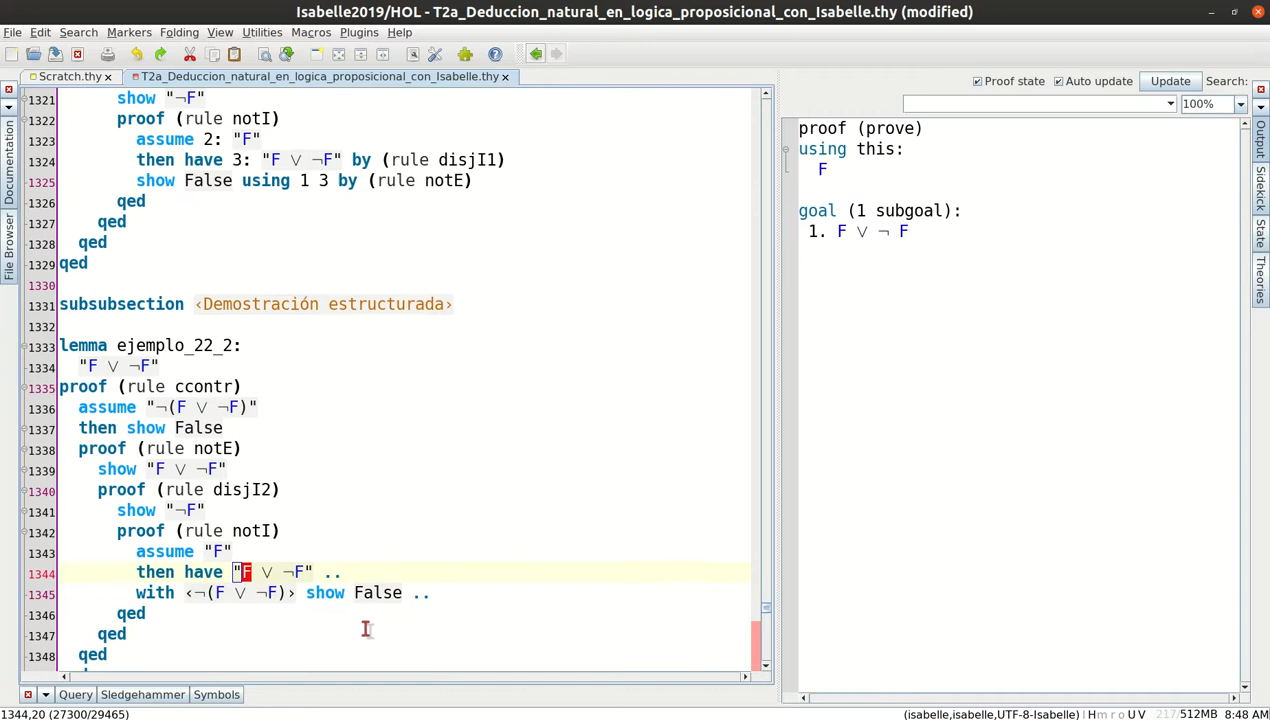 Isabelle2019/HOL - T2a_Deduccion_natural_en_logica_proposicional_con_Isabelle.thy (modified)
File Edit Search Markers Folding View Utilities Macros Plugins Help
Scratch.thy
T2a_Deduccion_natural_en_logica_proposicional_con_Isabelle.thy
Proof state Auto update Update Search:
100%
Documentation
File Browser
1321 show "¬F"
1322 proof (rule notI)
1323 assume 2: "F"
1324 then have 3: "F ∨ ¬F" by (rule disjI1)
1325 show False using 1 3 by (rule notE)
1326 qed
1327 qed
1328 qed
1329 qed
1330
1331 subsubsection ‹Demostración estructurada›
1332
1333 lemma ejemplo_22_2:
1334 "F ∨ ¬F"
1335 proof (rule ccontr)
1336 assume "¬(F ∨ ¬F)"
1337 then show False
1338 proof (rule notE)
1339 show "F ∨ ¬F"
1340 proof (rule disjI2)
1341 show "¬F"
1342 proof (rule notI)
1343 assume "F"
1344 then have "F ∨ ¬F" ..
1345 with ‹¬(F ∨ ¬F)› show False ..
1346 qed
1347 qed
1348 qed
proof (prove)
using this:
F
goal (1 subgoal):
1. F ∨ ¬ F
Output
Sidekick
State
Theories
Query Sledgehammer Symbols
1344,20 (27300/29465)
(isabelle,isabelle,UTF-8-Isabelle) | H m r o U V 217/512MB 8:48 AM